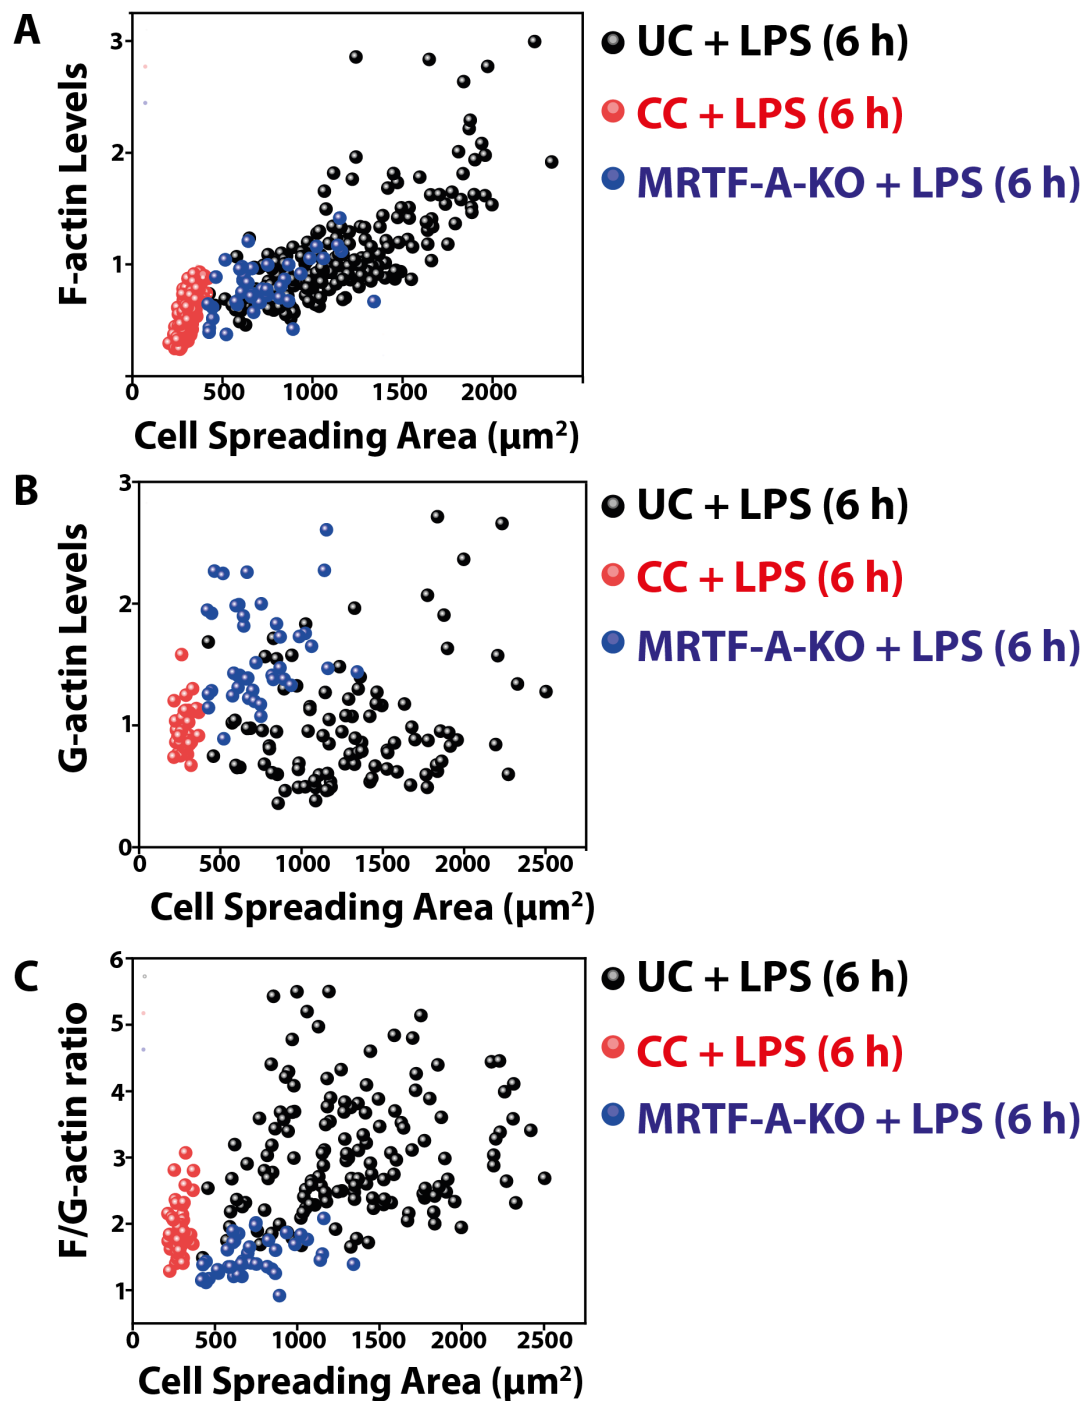 A
3
2
1
F-actin Levels
0 500 1000 1500 2000
Cell Spreading Area (µm²)
UC + LPS (6 h)
CC + LPS (6 h)
MRTF-A-KO + LPS (6 h)
B
3
2
1
0
G-actin Levels
0 500 1000 1500 2000 2500
Cell Spreading Area (µm²)
UC + LPS (6 h)
CC + LPS (6 h)
MRTF-A-KO + LPS (6 h)
C
6
5
4
3
2
1
F/G-actin ratio
0 500 1000 1500 2000 2500
Cell Spreading Area (µm²)
UC + LPS (6 h)
CC + LPS (6 h)
MRTF-A-KO + LPS (6 h)